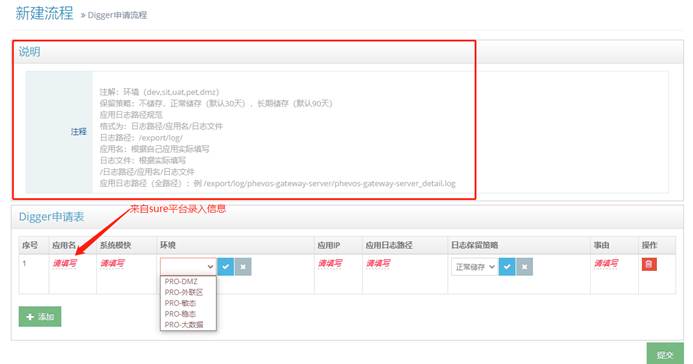 新建流程 » Digger申请流程
说明
注释
注解：环境（dev,sit,uat,pet,dmz）
保留策略：不储存、正常储存（默认30天），长期储存（默认90天）
应用日志路径规范
格式为：日志路径/应用名/日志文件
日志路径：/export/log/
应用名：根据自己应用实际填写
日志文件：根据实际填写
/日志路径/应用名/日志文件
应用日志路径（全路径）：例 /export/log/phevos-gateway-server/phevos-gateway-server_detail.log
Digger申请表
来自sure平台录入信息
序号 应用名 系统模快 环境 应用IP 应用日志路径 日志保留策略 事由 操作
1 请填写 请填写 请填写 请填写 正常储存 请填写
PRO-DMZ
PRO-外联区
PRO-敏态
PRO-稳态
PRO-大数据
添加
提交